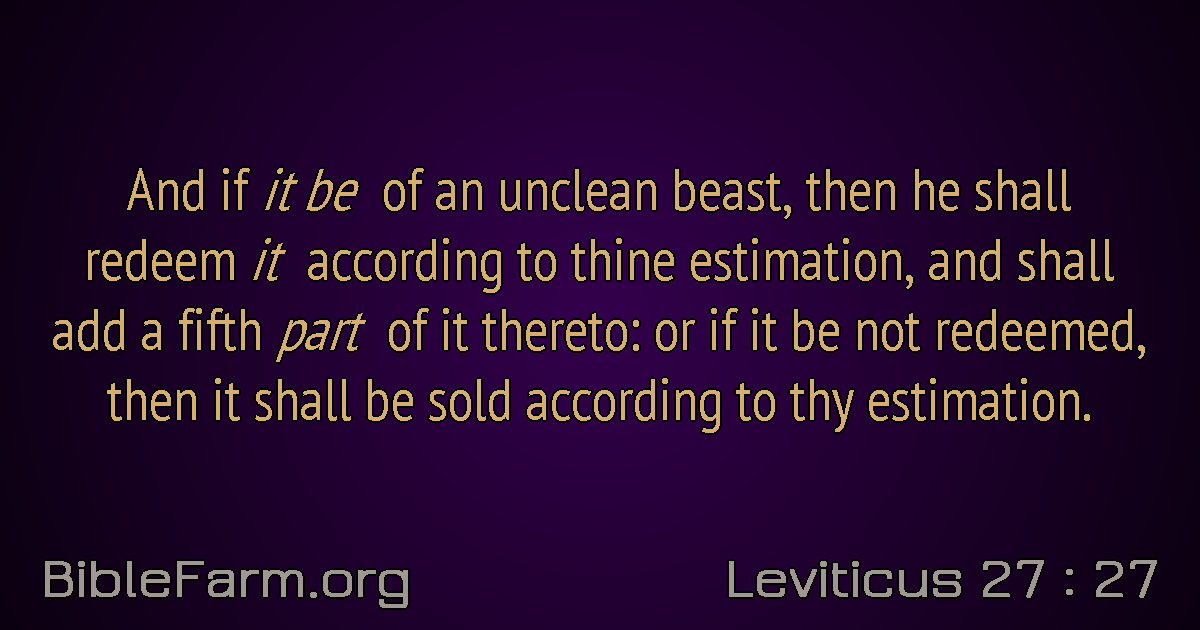 And if it be of an unclean beast, then he shall
redeem it according to thine estimation, and shall
add a fifth part of it thereto: or if it be not redeemed,
then it shall be sold according to thy estimation.
BibleFarm.org
Leviticus 27 : 27